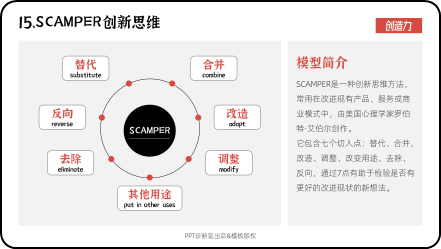 15.SCAMPER创新思维
创造力
替代
substitute
合并
combine
反向
reverse
改造
adapt
SCAMPER
去除
eliminate
调整
modify
其他用途
put in other uses
模型简介
SCAMPER是一种创新思维方法，
常用在改进现有产品、服务或商
业模式中，由美国心理学家罗伯
特·艾伯尔创作。
它包含七个切入点：替代、合并、
改造、调整、改变用途、去除、
反向，通过7点有助于检验是否有
更好的改进现状的新想法。
PPT诊断室出品&模板版权